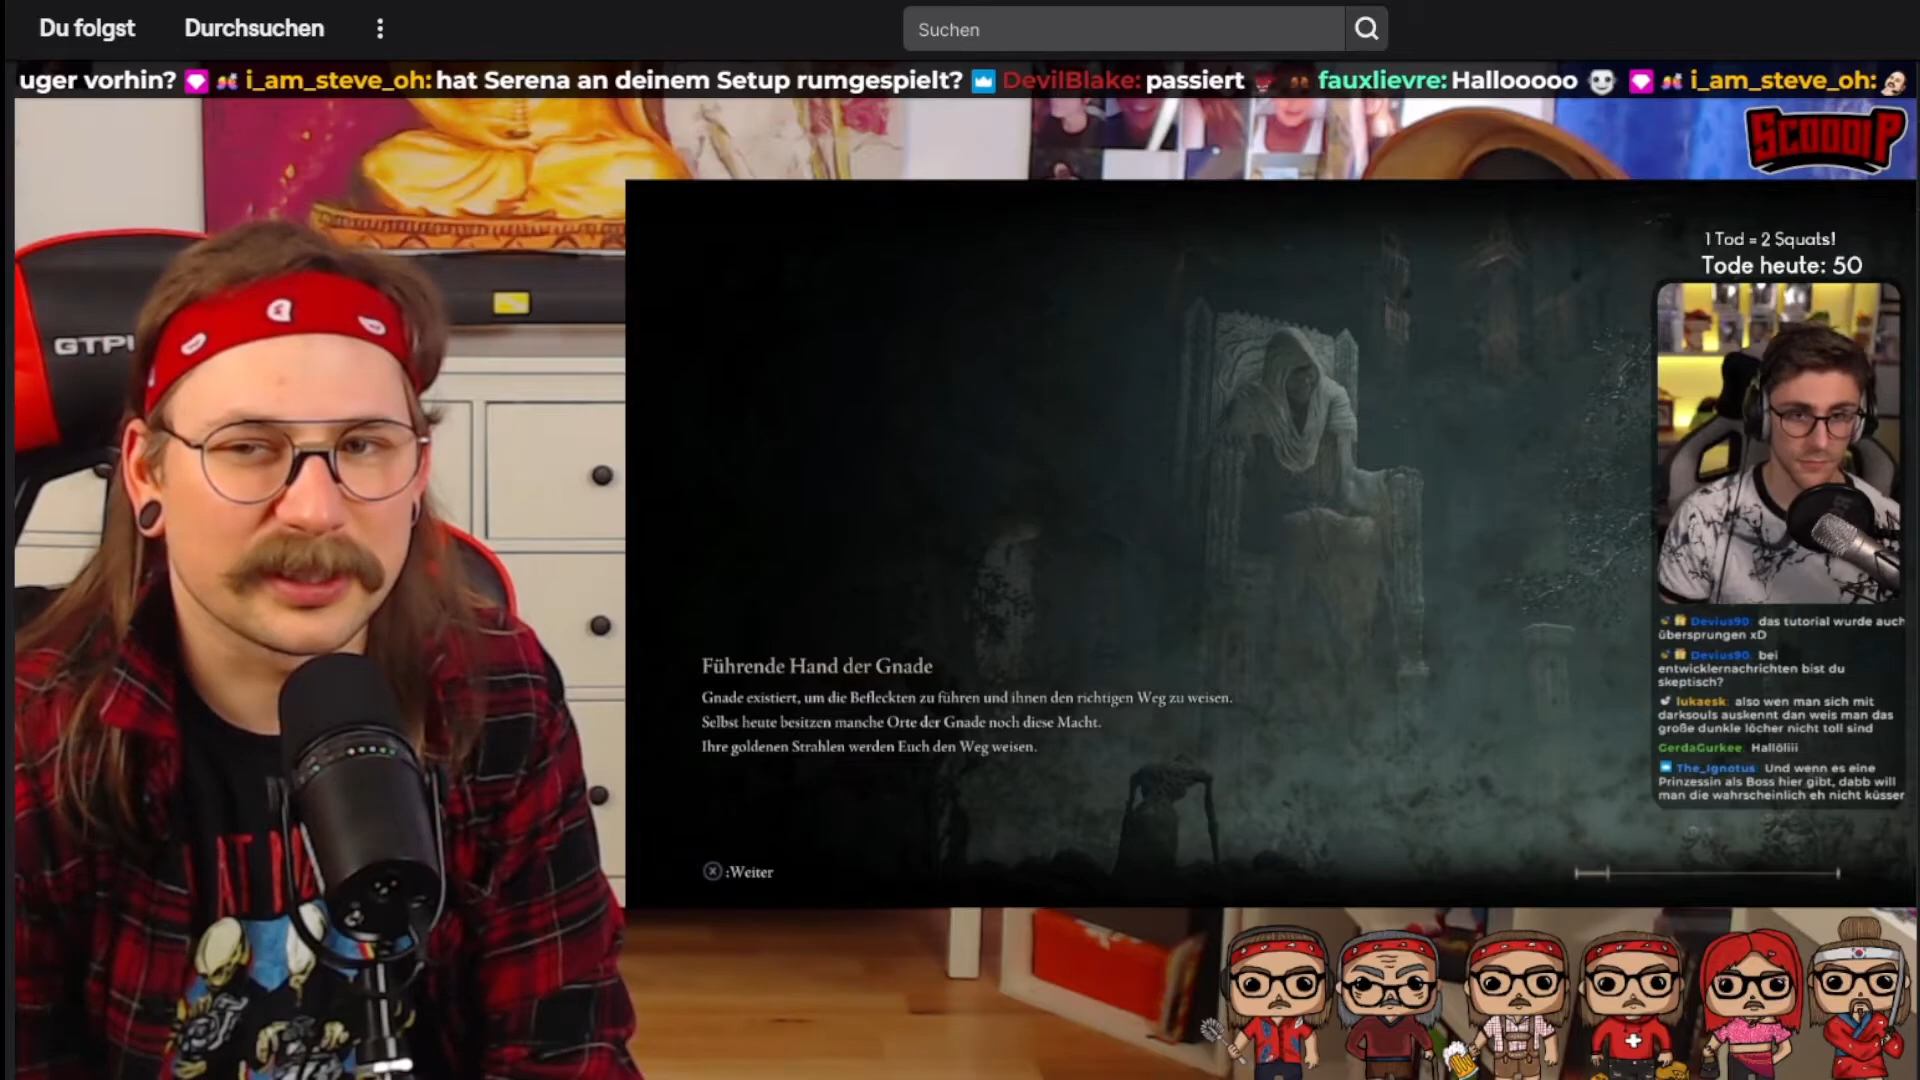 Du folgst
Durchsuchen
Suchen
uger vorhin? i_am_steve_oh: hat Serena an deinem Setup rumgespielt? DevilBlake: passiert fauxlievre: Hallooooo i_am_steve_oh:
SCOOOIP
1 Tod = 2 Squats!
Tode heute: 50
Devius90: das tutorial wurde auch
übersprungen xD
Devius90: bei
entwicklernachrichten bist du
skeptisch?
lukaesk: also wen man sich mit
darksouls auskennt dan weis man das
große dunkle löcher nicht toll sind
GerdaGurkee: Hallöliii
The_Ignotus: Und wenn es eine
Prinzessin als Boss hier gibt, dabb will
man die wahrscheinlich eh nicht küsser
Führende Hand der Gnade
Gnade existiert, um die Befleckten zu führen und ihnen den richtigen Weg zu weisen.
Selbst heute besitzen manche Orte der Gnade noch diese Macht.
Ihre goldenen Strahlen werden Euch den Weg weisen.
:Weiter